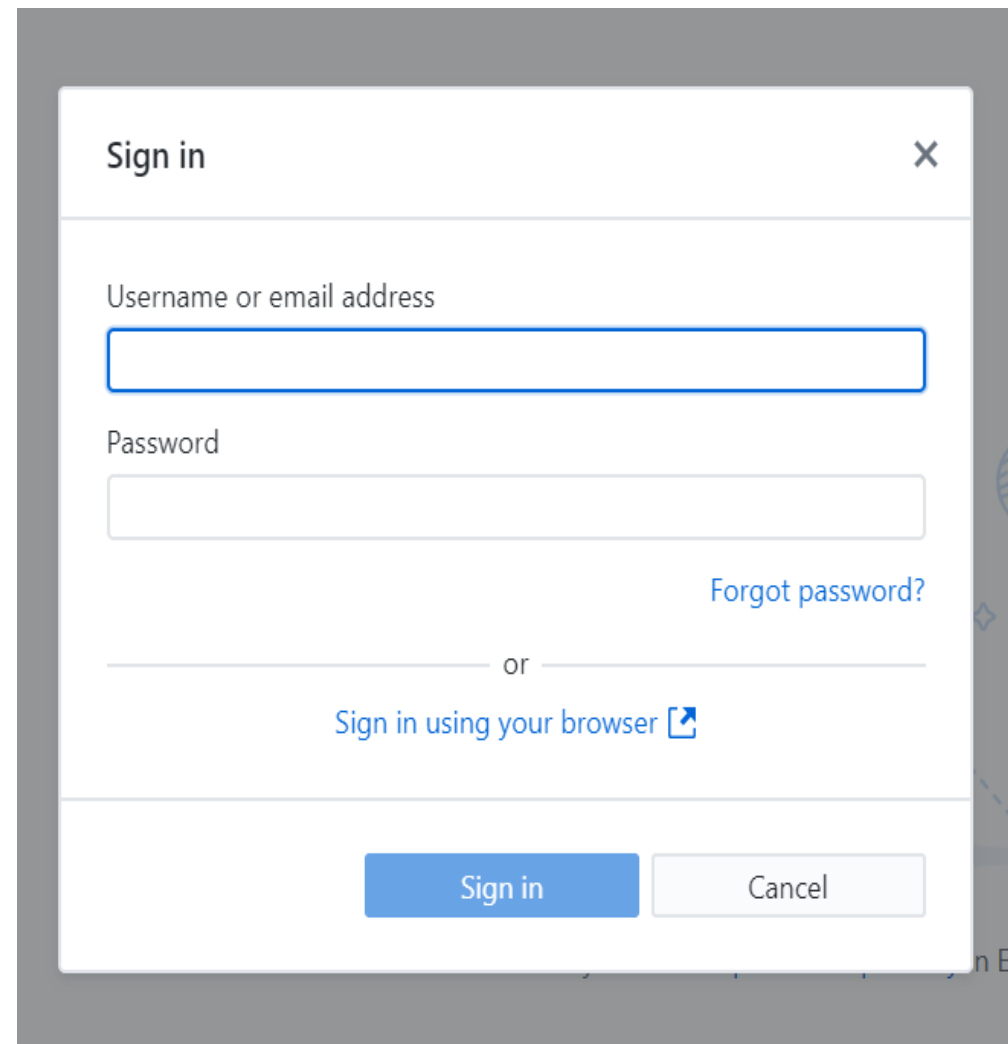 Sign in
Username or email address
Password
Forgot password?
or
Sign in using your browser
Sign in
Cancel